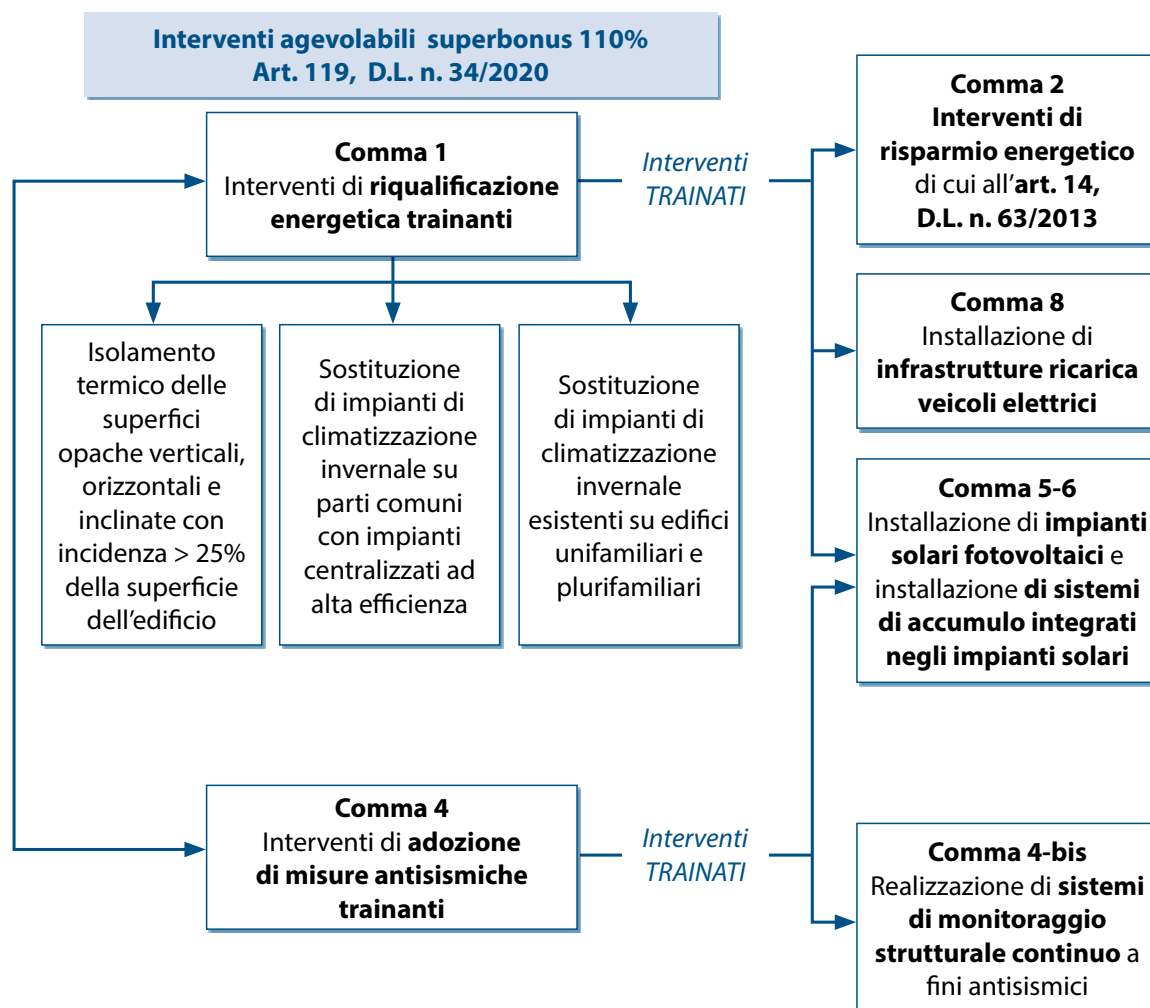 Interventi agevolabili superbonus 110%
Art. 119, D.L. n. 34/2020
Comma 1
Interventi di riqualificazione
energetica trainanti
Interventi
TRAINATI
Comma 2
Interventi di
risparmio energetico
di cui all'art. 14,
D.L. n. 63/2013
Comma 8
Installazione di
infrastrutture ricarica
veicoli elettrici
Isolamento
termico delle
superfici
opache verticali,
orizzontali e
inclinate con
incidenza > 25%
della superficie
dell'edificio
Sostituzione
di impianti di
climatizzazione
invernale su
parti comuni
con impianti
centralizzati ad
alta efficienza
Sostituzione
di impianti di
climatizzazione
invernale
esistenti su edifici
unifamiliari e
plurifamiliari
Comma 5-6
Installazione di impianti
solari fotovoltaici e
installazione di sistemi
di accumulo integrati
negli impianti solari
Comma 4
Interventi di adozione
di misure antisismiche
trainanti
Interventi
TRAINATI
Comma 4-bis
Realizzazione di sistemi
di monitoraggio
strutturale continuo a
fini antisismici